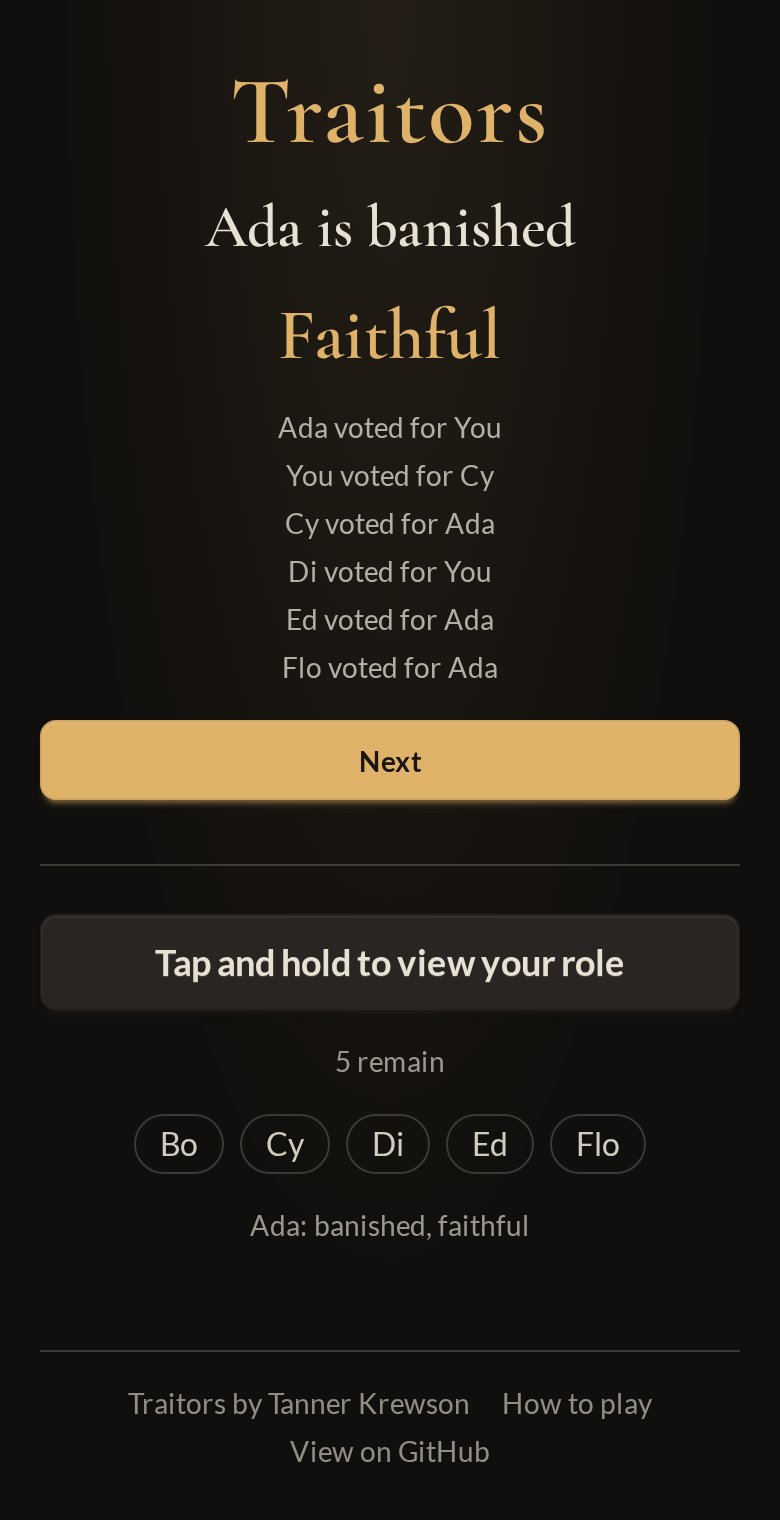 Traitors
Ada is banished
Faithful
Ada voted for You
You voted for Cy
Cy voted for Ada
Di voted for You
Ed voted for Ada
Flo voted for Ada
Next
Tap and hold to view your role
5 remain
Bo Cy Di Ed Flo
Ada: banished, faithful
Traitors by Tanner Krewson How to play
View on GitHub